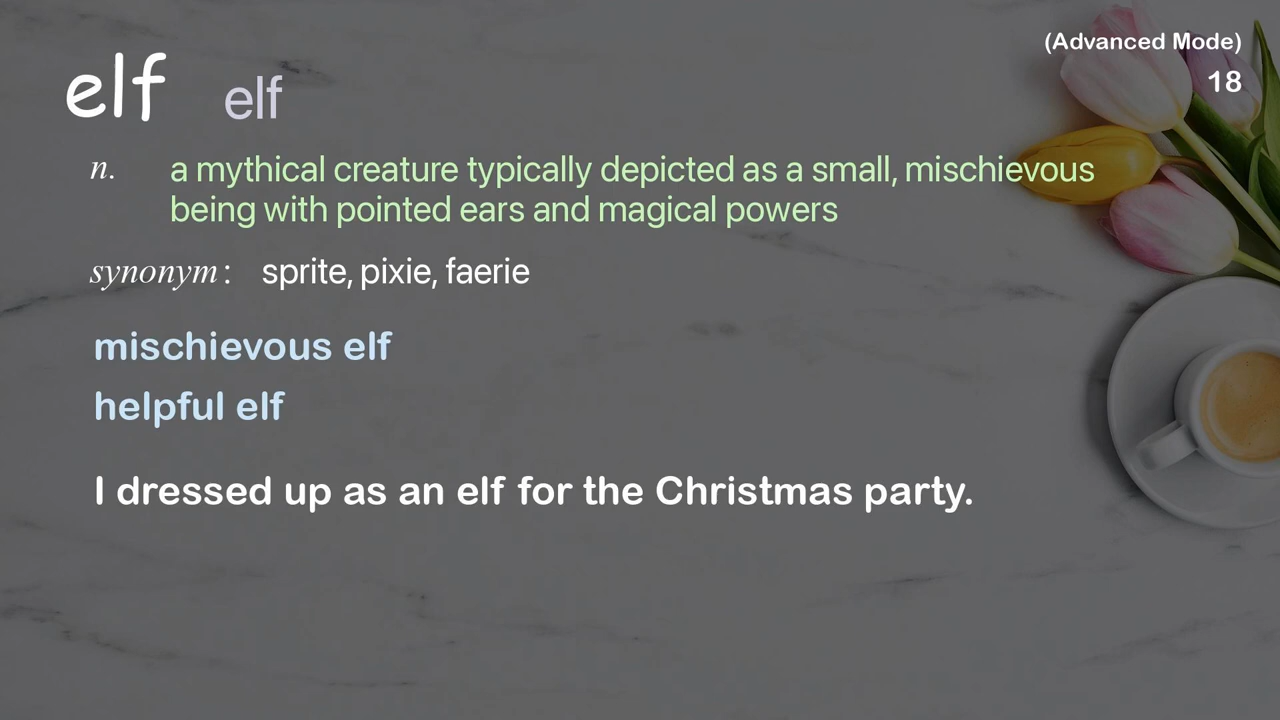 (Advanced Mode)
18
elf elf
n. a mythical creature typically depicted as a small, mischievous
being with pointed ears and magical powers
synonym: sprite, pixie, faerie
mischievous elf
helpful elf
I dressed up as an elf for the Christmas party.